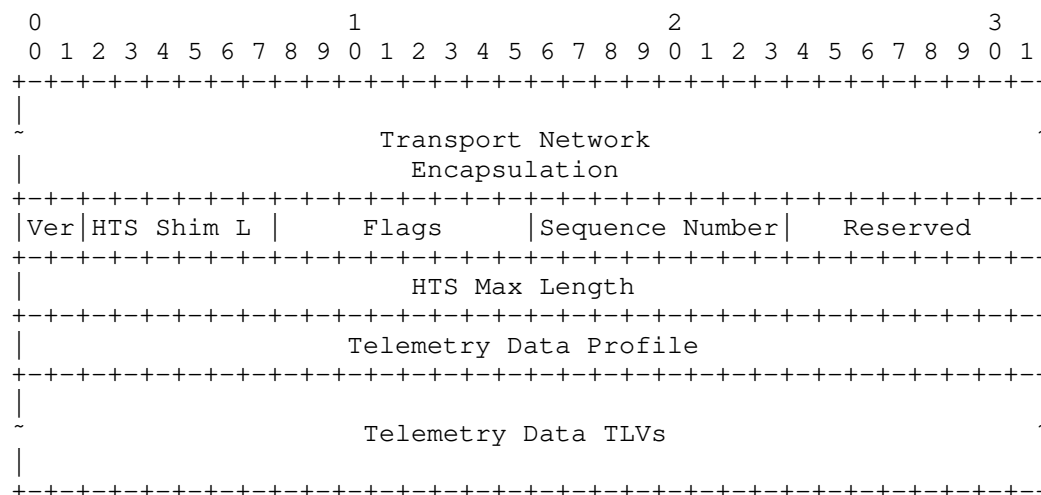 0                   1                   2                   3
 0 1 2 3 4 5 6 7 8 9 0 1 2 3 4 5 6 7 8 9 0 1 2 3 4 5 6 7 8 9 0 1
+-+-+-+-+-+-+-+-+-+-+-+-+-+-+-+-+-+-+-+-+-+-+-+-+-+-+-+-+-+-+-+--
|
~                      Transport Network                        ~
|                        Encapsulation
+-+-+-+-+-+-+-+-+-+-+-+-+-+-+-+-+-+-+-+-+-+-+-+-+-+-+-+-+-+-+-+--
|Ver|HTS Shim L |     Flags     |Sequence Number|   Reserved
+-+-+-+-+-+-+-+-+-+-+-+-+-+-+-+-+-+-+-+-+-+-+-+-+-+-+-+-+-+-+-+--
|                        HTS Max Length
+-+-+-+-+-+-+-+-+-+-+-+-+-+-+-+-+-+-+-+-+-+-+-+-+-+-+-+-+-+-+-+--
|                    Telemetry Data Profile
+-+-+-+-+-+-+-+-+-+-+-+-+-+-+-+-+-+-+-+-+-+-+-+-+-+-+-+-+-+-+-+--
|
~                     Telemetry Data TLVs                       ~
|
+-+-+-+-+-+-+-+-+-+-+-+-+-+-+-+-+-+-+-+-+-+-+-+-+-+-+-+-+-+-+-+--